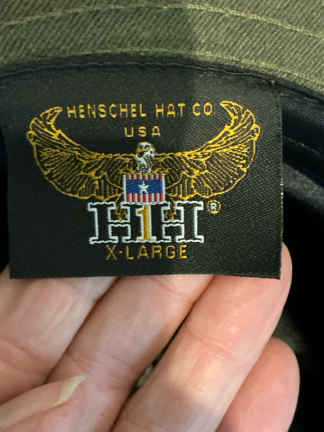 HENSCHEL HAT CO
USA
H1H®
X-LARGE